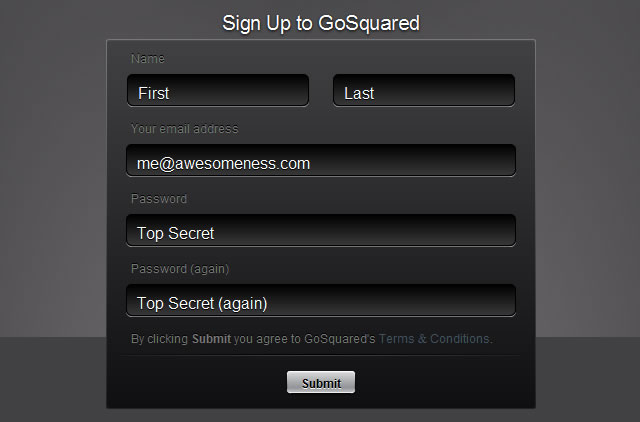 Sign Up to GoSquared
Name
First Last
Your email address
me@awesomeness.com
Password
Top Secret
Password (again)
Top Secret (again)
By clicking Submit you agree to GoSquared's Terms & Conditions.
Submit